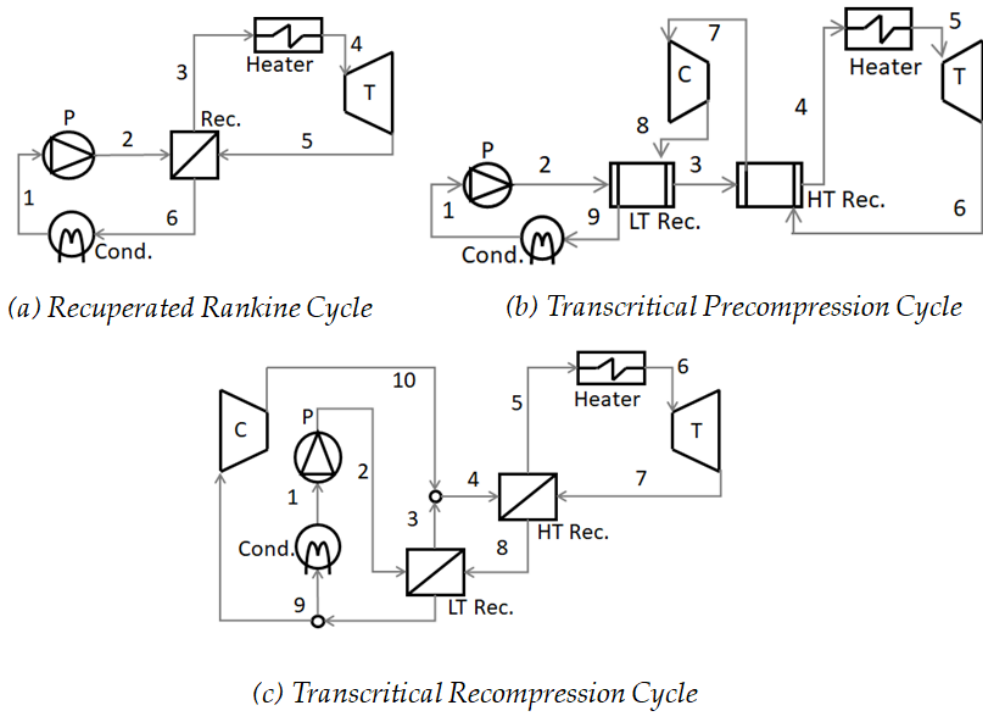 3
Heater
4
T
P
2
Rec.
5
1
6
Cond.
(a) Recuperated Rankine Cycle
7
C
8
P
2
1
9
Cond.
LT Rec.
3
4
Heater
5
T
HT Rec.
6
(b) Transcritical Precompression Cycle
10
C
P
2
1
Cond.
9
3
LT Rec.
4
5
Heater
6
T
7
HT Rec.
8
(c) Transcritical Recompression Cycle